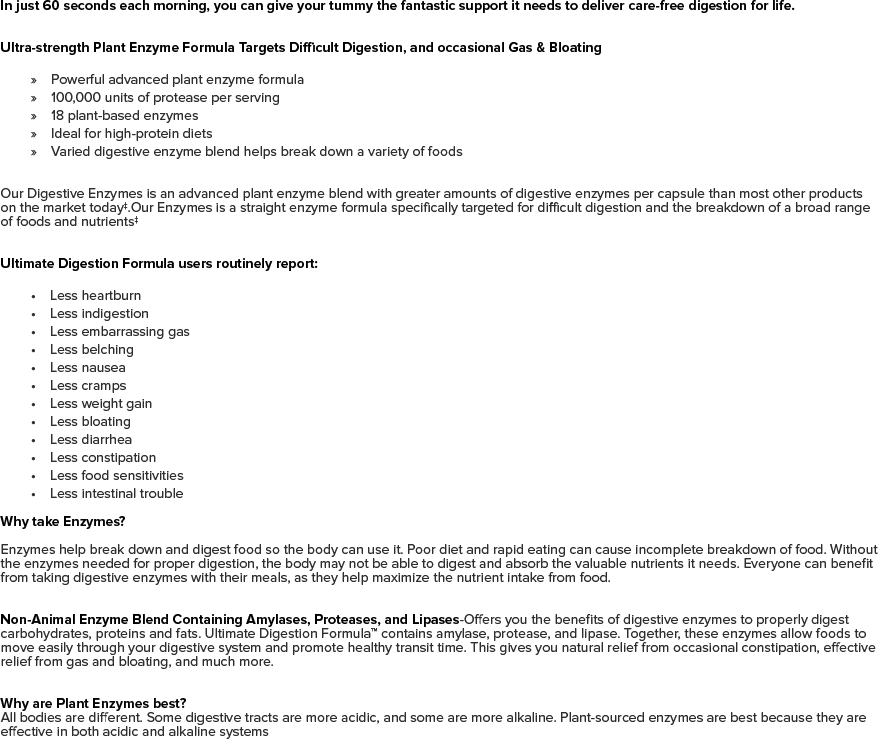 In just 60 seconds each morning, you can give your tummy the fantastic support it needs to deliver care-free digestion for life.
Ultra-strength Plant Enzyme Formula Targets Difficult Digestion, and occasional Gas & Bloating
» Powerful advanced plant enzyme formula
» 100,000 units of protease per serving
» 18 plant-based enzymes
» Ideal for high-protein diets
» Varied digestive enzyme blend helps break down a variety of foods
Our Digestive Enzymes is an advanced plant enzyme blend with greater amounts of digestive enzymes per capsule than most other products
on the market today‡.Our Enzymes is a straight enzyme formula specifically targeted for difficult digestion and the breakdown of a broad range
of foods and nutrients‡
Ultimate Digestion Formula users routinely report:
• Less heartburn
• Less indigestion
• Less embarrassing gas
• Less belching
• Less nausea
• Less cramps
• Less weight gain
• Less bloating
• Less diarrhea
• Less constipation
• Less food sensitivities
• Less intestinal trouble
Why take Enzymes?
Enzymes help break down and digest food so the body can use it. Poor diet and rapid eating can cause incomplete breakdown of food. Without
the enzymes needed for proper digestion, the body may not be able to digest and absorb the valuable nutrients it needs. Everyone can benefit
from taking digestive enzymes with their meals, as they help maximize the nutrient intake from food.
Non-Animal Enzyme Blend Containing Amylases, Proteases, and Lipases-Offers you the benefits of digestive enzymes to properly digest
carbohydrates, proteins and fats. Ultimate Digestion Formula™ contains amylase, protease, and lipase. Together, these enzymes allow foods to
move easily through your digestive system and promote healthy transit time. This gives you natural relief from occasional constipation, effective
relief from gas and bloating, and much more.
Why are Plant Enzymes best?
All bodies are different. Some digestive tracts are more acidic, and some are more alkaline. Plant-sourced enzymes are best because they are
effective in both acidic and alkaline systems